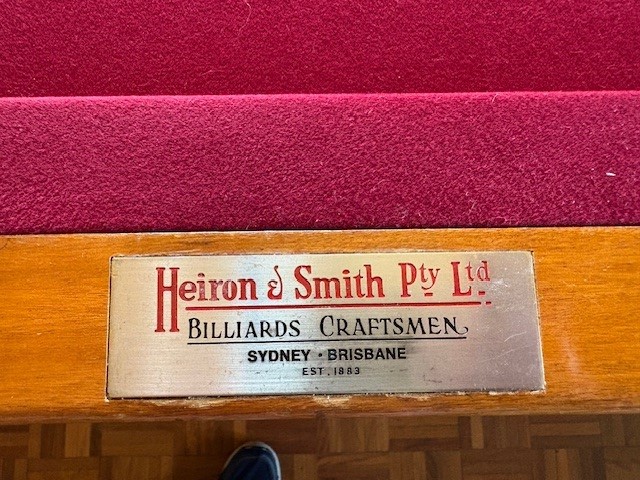 Heiron & Smith Pty Ltd
BILLIARDS CRAFTSMEN
SYDNEY · BRISBANE
EST. 1883